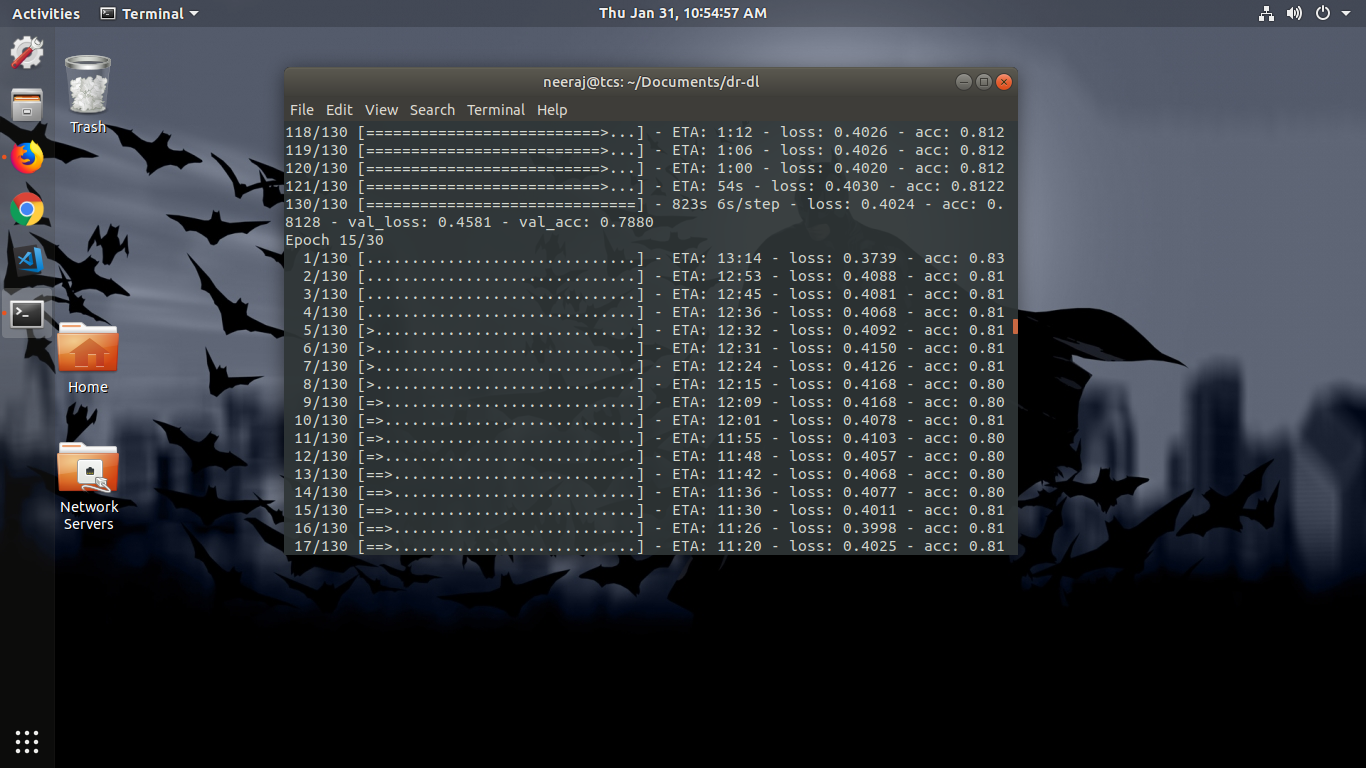 Activities Terminal Thu Jan 31, 10:54:57 AM
neeraj@tcs: ~/Documents/dr-dl
File Edit View Search Terminal Help
118/130 [==========================>...] - ETA: 1:12 - loss: 0.4026 - acc: 0.812
119/130 [==========================>...] - ETA: 1:06 - loss: 0.4026 - acc: 0.812
120/130 [==========================>...] - ETA: 1:00 - loss: 0.4020 - acc: 0.812
121/130 [==========================>...] - ETA: 54s - loss: 0.4030 - acc: 0.8122
130/130 [==============================] - 823s 6s/step - loss: 0.4024 - acc: 0.
8128 - val_loss: 0.4581 - val_acc: 0.7880
Epoch 15/30
1/130 [..............................] - ETA: 13:14 - loss: 0.3739 - acc: 0.83
2/130 [..............................] - ETA: 12:53 - loss: 0.4088 - acc: 0.81
3/130 [..............................] - ETA: 12:45 - loss: 0.4081 - acc: 0.81
4/130 [..............................] - ETA: 12:36 - loss: 0.4068 - acc: 0.81
5/130 [>.............................] - ETA: 12:32 - loss: 0.4092 - acc: 0.81
6/130 [>.............................] - ETA: 12:31 - loss: 0.4150 - acc: 0.81
7/130 [>.............................] - ETA: 12:24 - loss: 0.4126 - acc: 0.81
8/130 [>.............................] - ETA: 12:15 - loss: 0.4168 - acc: 0.80
9/130 [=>............................] - ETA: 12:09 - loss: 0.4168 - acc: 0.80
10/130 [=>............................] - ETA: 12:01 - loss: 0.4078 - acc: 0.81
11/130 [=>............................] - ETA: 11:55 - loss: 0.4103 - acc: 0.80
12/130 [=>............................] - ETA: 11:48 - loss: 0.4057 - acc: 0.80
13/130 [==>...........................] - ETA: 11:42 - loss: 0.4068 - acc: 0.80
14/130 [==>...........................] - ETA: 11:36 - loss: 0.4077 - acc: 0.80
15/130 [==>...........................] - ETA: 11:30 - loss: 0.4011 - acc: 0.81
16/130 [==>...........................] - ETA: 11:26 - loss: 0.3998 - acc: 0.81
17/130 [==>...........................] - ETA: 11:20 - loss: 0.4025 - acc: 0.81
Trash
Home
Network
Servers